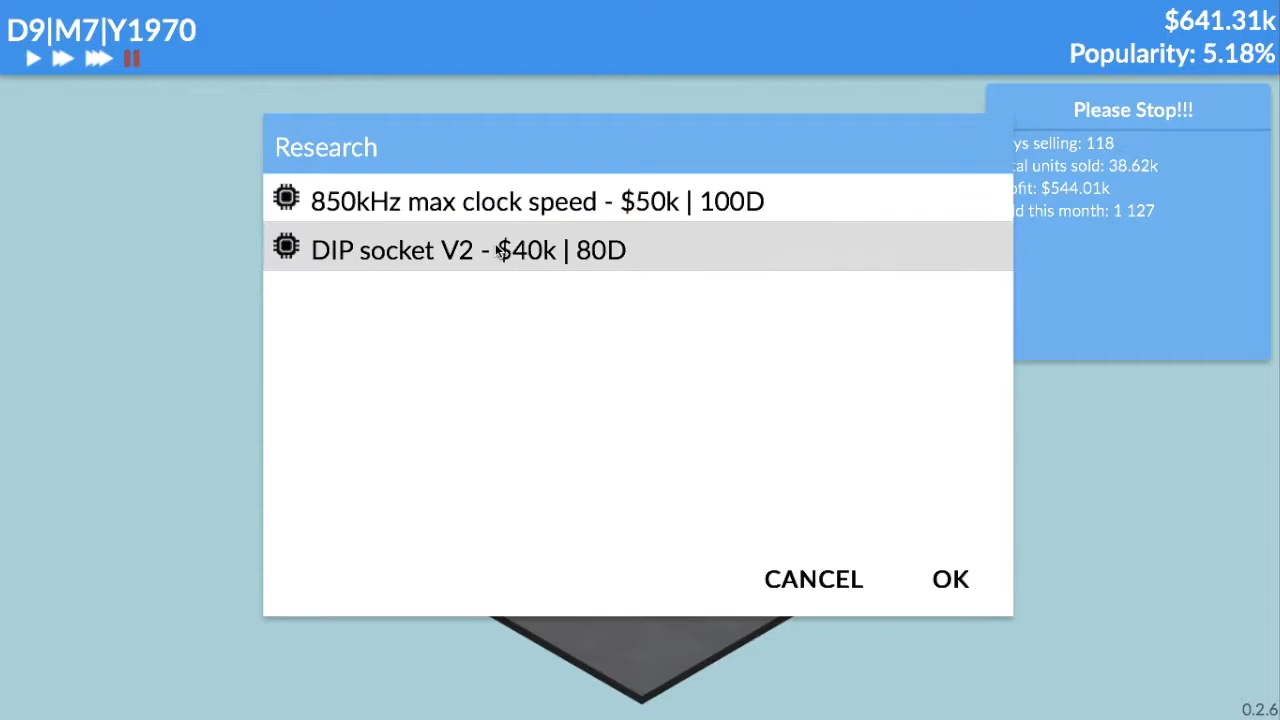 D9|M7|Y1970
$641.31k
Popularity: 5.18%
Please Stop!!!
ys selling: 118
al units sold: 38.62k
fit: $544.01k
d this month: 1 127
Research
850kHz max clock speed - $50k | 100D
DIP socket V2 - $40k | 80D
CANCEL
OK
0.2.6